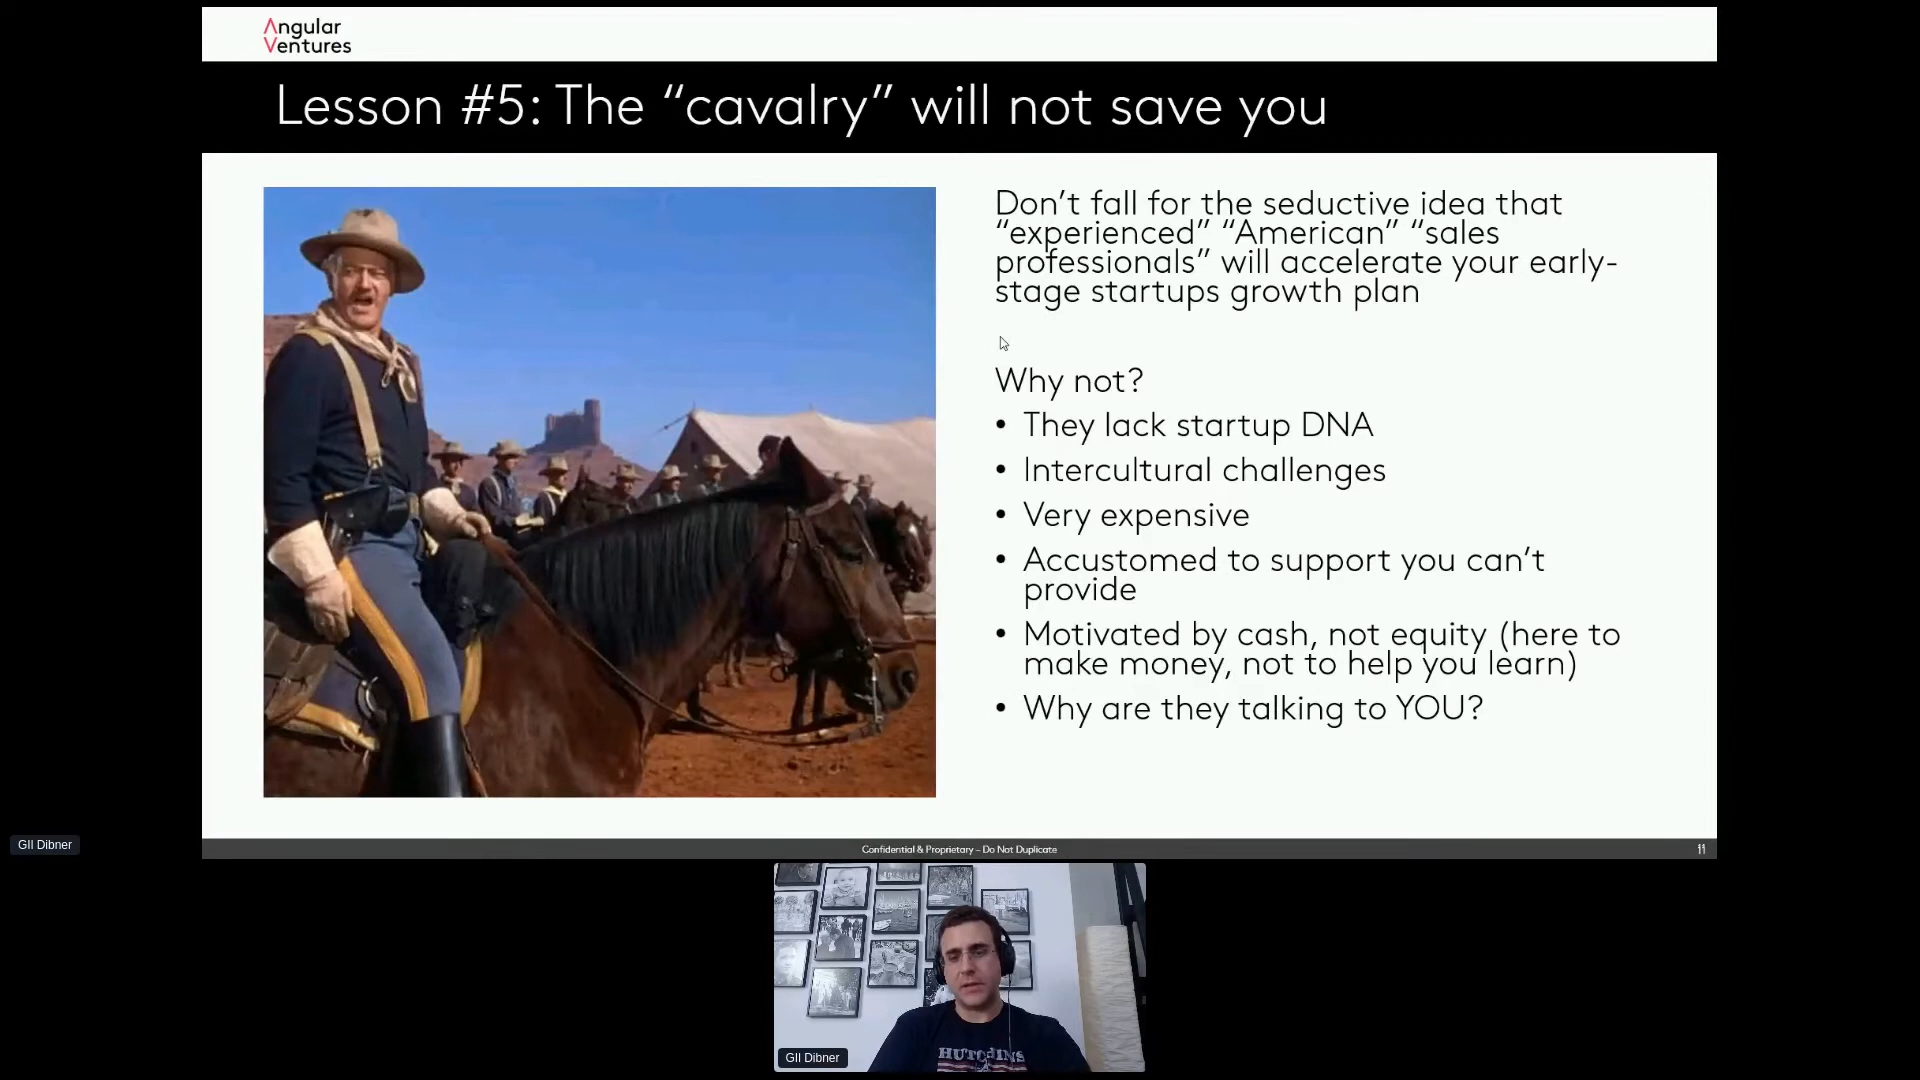 Angular
Ventures
Lesson #5: The “cavalry” will not save you
Don’t fall for the seductive idea that
“experienced” “American” “sales
professionals” will accelerate your early-
stage startups growth plan
Why not?
• They lack startup DNA
• Intercultural challenges
• Very expensive
• Accustomed to support you can’t
provide
• Motivated by cash, not equity (here to
make money, not to help you learn)
• Why are they talking to YOU?
Confidential & Proprietary – Do Not Duplicate
11
GII Dibner
GII Dibner
HUTCHINS